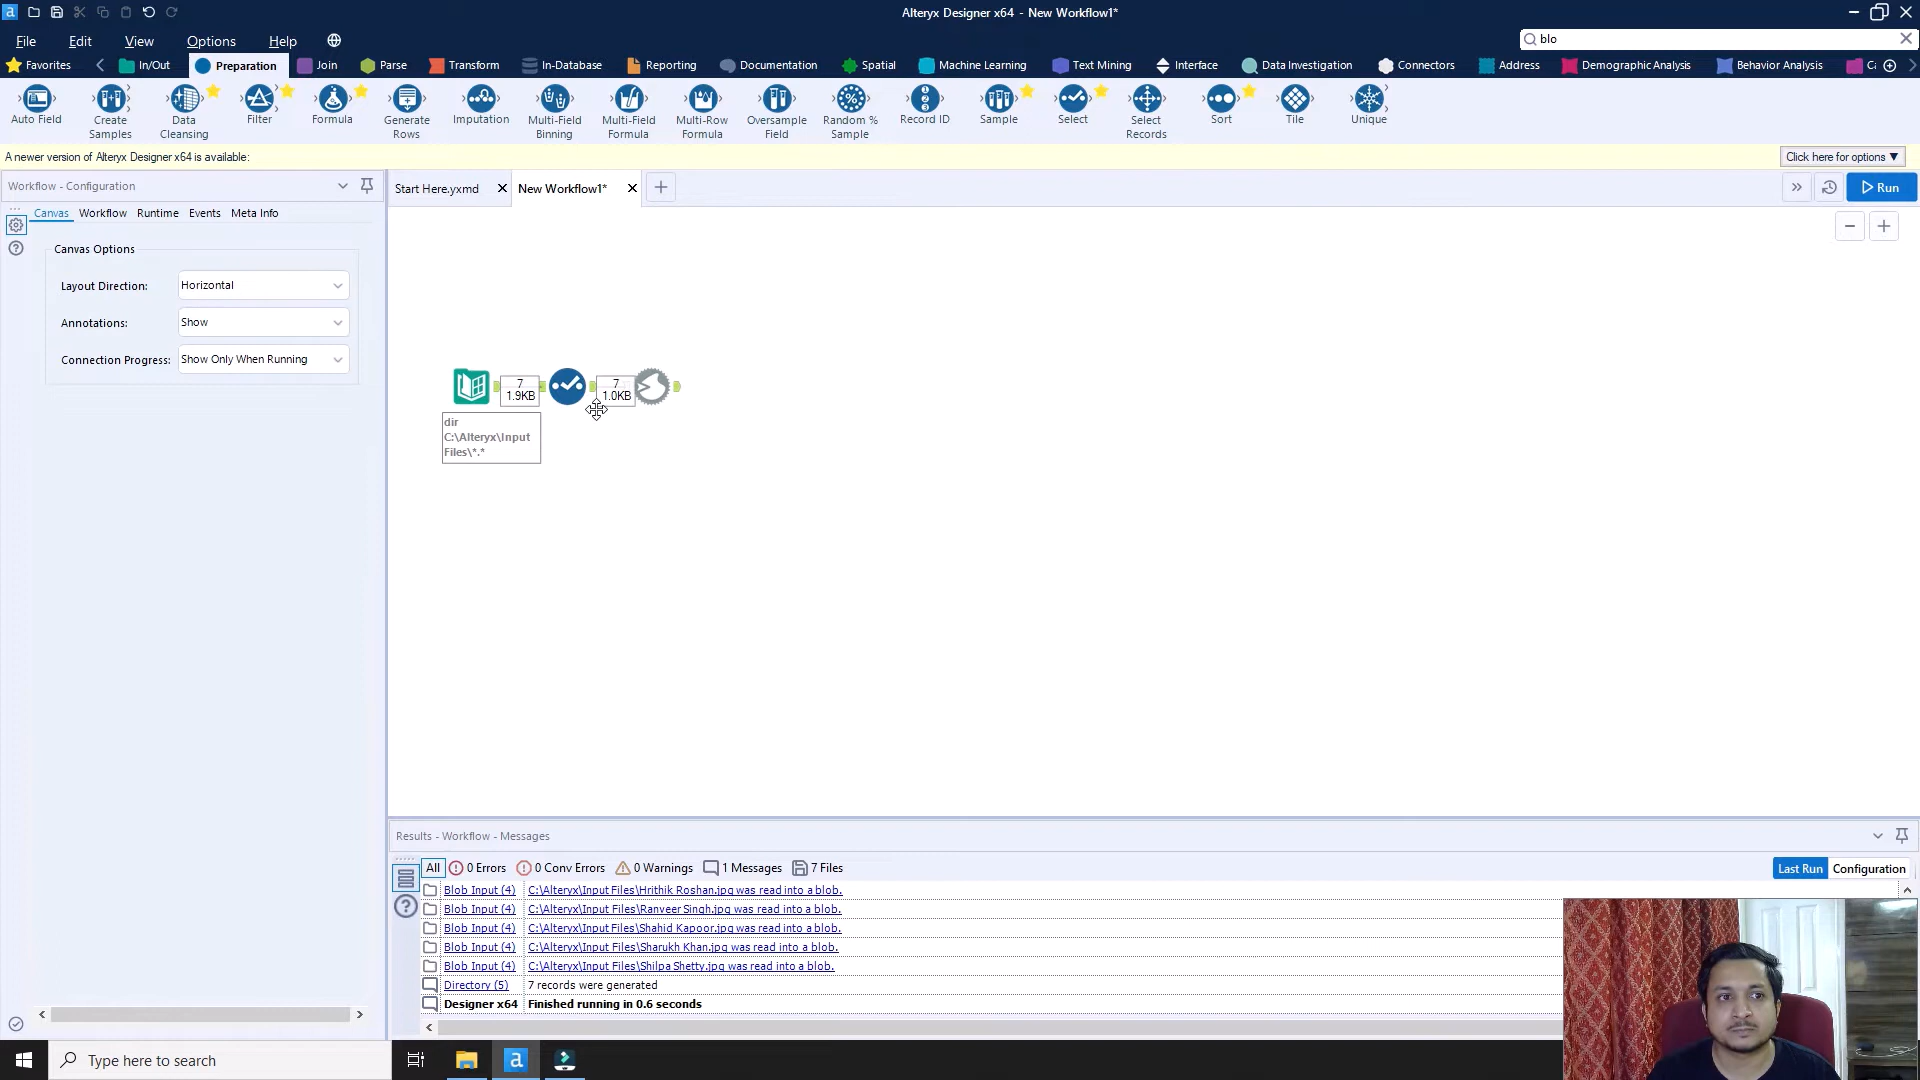 Alteryx Designer x64 - New Workflow1*
File Edit View Options Help
blo
Favorites In/Out Preparation Join Parse Transform In-Database Reporting Documentation Spatial Machine Learning Text Mining Interface Data Investigation Connectors Address Demographic Analysis Behavior Analysis
Auto Field
Create Samples
Data Cleansing
Filter
Formula
Generate Rows
Imputation
Multi-Field Binning
Multi-Field Formula
Multi-Row Formula
Oversample Field
Random % Sample
Record ID
Sample
Select
Select Records
Sort
Tile
Unique
A newer version of Alteryx Designer x64 is available:
Click here for options ▼
Workflow - Configuration
Start Here.yxmd
New Workflow1*
Run
Canvas Workflow Runtime Events Meta Info
Canvas Options
Layout Direction: Horizontal
Annotations: Show
Connection Progress: Show Only When Running
7
1.9KB
7
1.0KB
dir
C:\Alteryx\Input
Files\*.*
Results - Workflow - Messages
All 0 Errors 0 Conv Errors 0 Warnings 1 Messages 7 Files
Last Run Configuration
Blob Input (4) C:\Alteryx\Input Files\Hrithik Roshan.jpg was read into a blob.
Blob Input (4) C:\Alteryx\Input Files\Ranveer Singh.jpg was read into a blob.
Blob Input (4) C:\Alteryx\Input Files\Shahid Kapoor.jpg was read into a blob.
Blob Input (4) C:\Alteryx\Input Files\Sharukh Khan.jpg was read into a blob.
Blob Input (4) C:\Alteryx\Input Files\Shilpa Shetty.jpg was read into a blob.
Directory (5) 7 records were generated
Designer x64 Finished running in 0.6 seconds
Type here to search